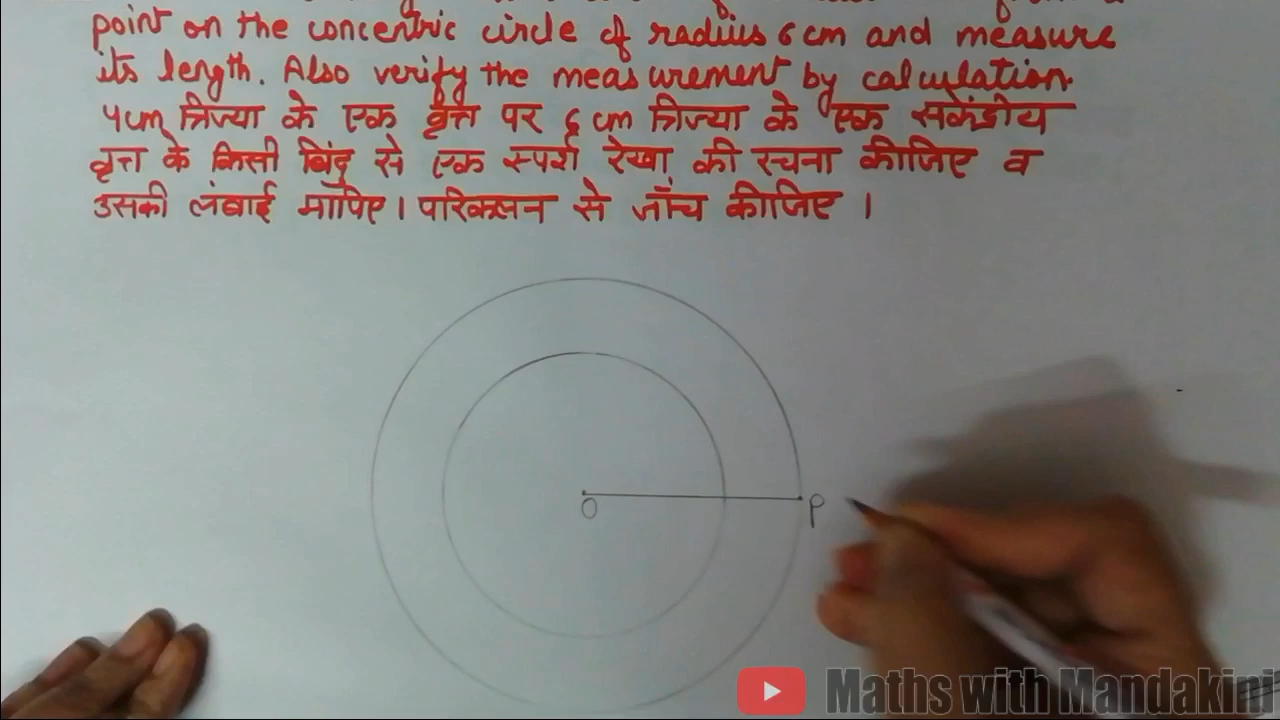 point on the concentric circle of radius 6 cm and measure
its length. Also verify the measurement by calculation.
4cm त्रिज्या के एक वृत्त पर 6 cm त्रिज्या के एक सकेंद्रीय
वृत्त के किसी बिंदु से एक स्पर्श रेखा की रचना कीजिए व
उसकी लंबाई मापिए। परिकलन से जाँच कीजिए।
O
P
Maths with Mandakini